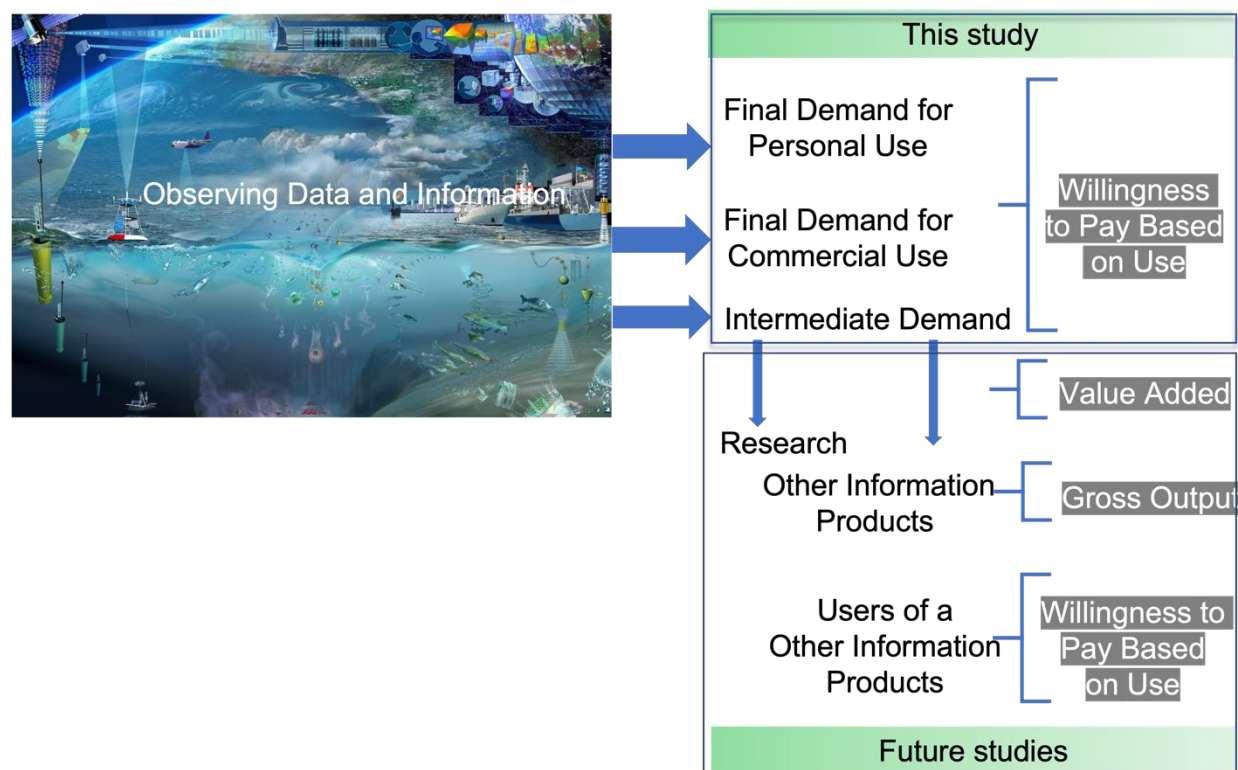 Observing Data and Information
This study
Final Demand for
Personal Use
Final Demand for
Commercial Use
Intermediate Demand
Willingness
to Pay Based
on Use
Value Added
Research
Other Information
Products
Gross Output
Users of a
Other Information
Products
Willingness to
Pay Based
on Use
Future studies